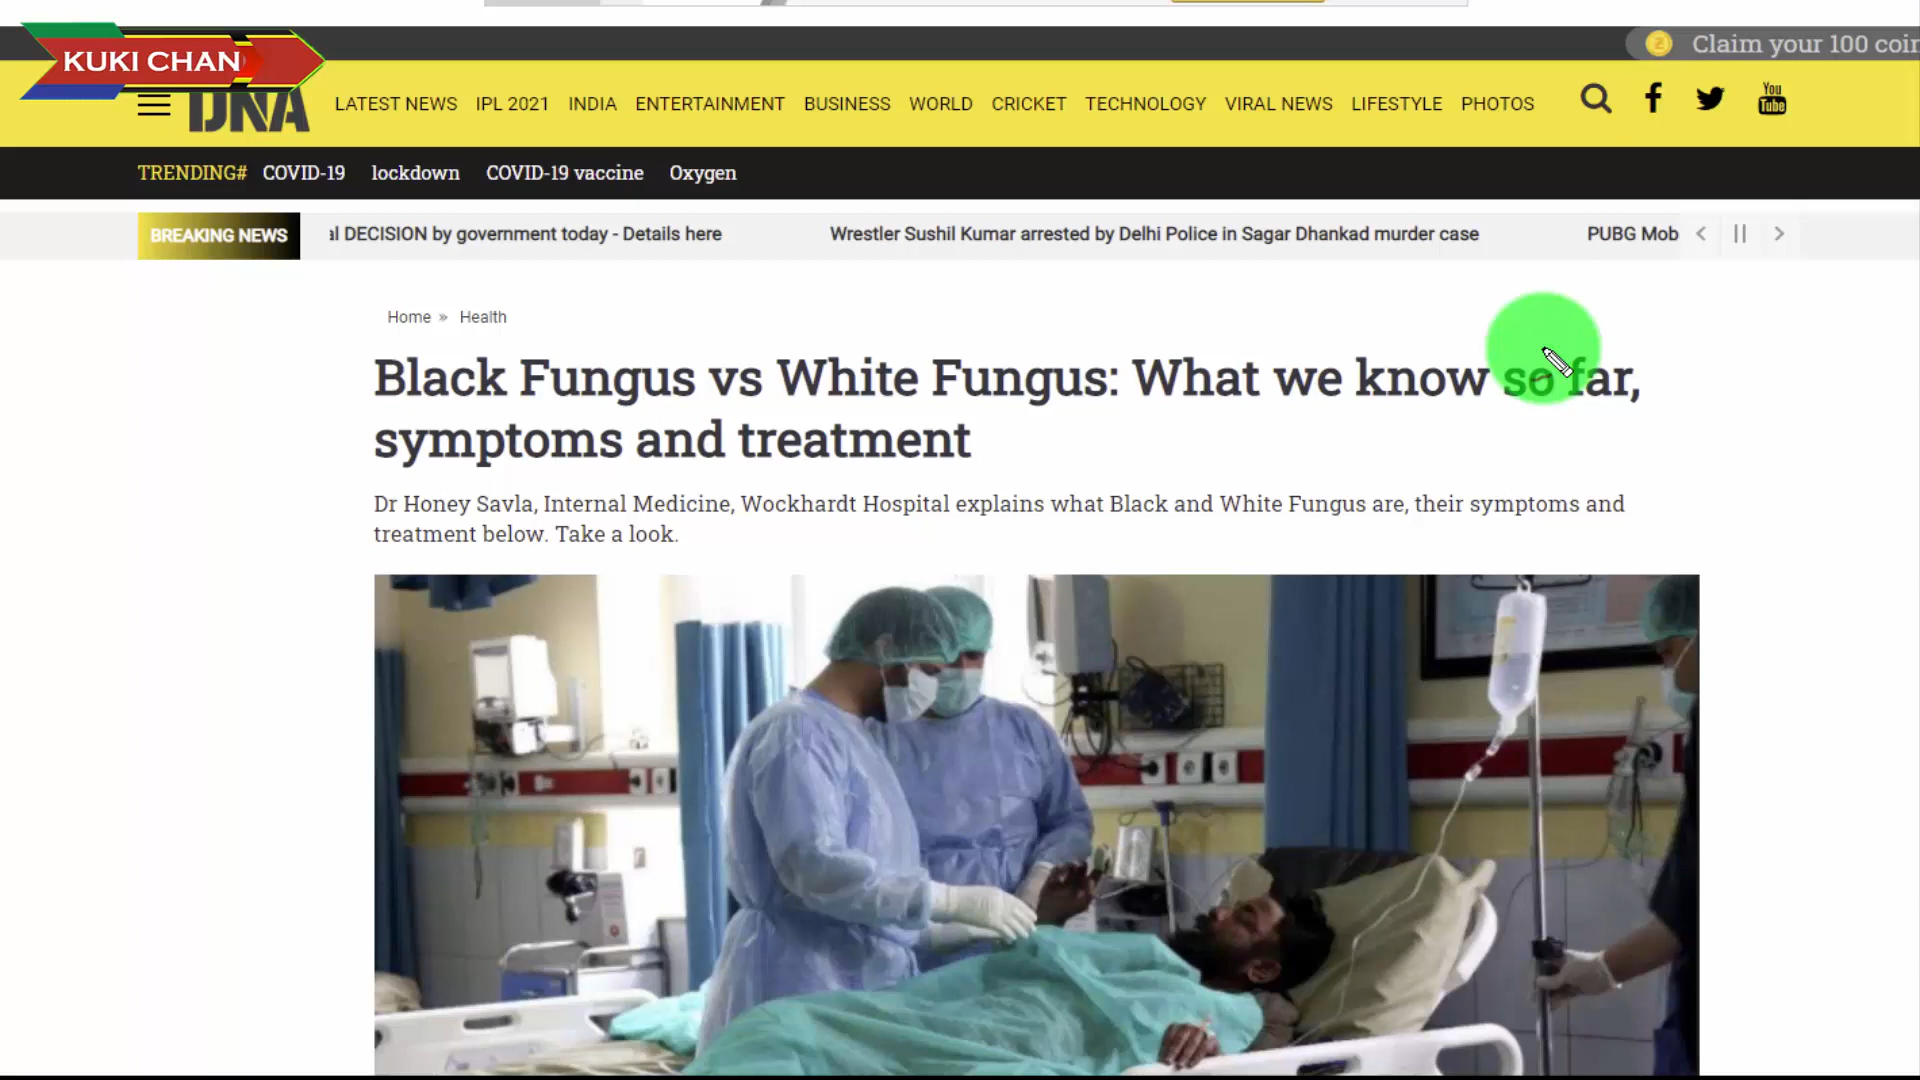 Claim your 100 coin
KUKI CHAN
DNA
LATEST NEWS IPL 2021 INDIA ENTERTAINMENT BUSINESS WORLD CRICKET TECHNOLOGY VIRAL NEWS LIFESTYLE PHOTOS
You
Tube
TRENDING# COVID-19 lockdown COVID-19 vaccine Oxygen
BREAKING NEWS al DECISION by government today - Details here Wrestler Sushil Kumar arrested by Delhi Police in Sagar Dhankad murder case PUBG Mob
Home » Health
Black Fungus vs White Fungus: What we know so far,
symptoms and treatment
Dr Honey Savla, Internal Medicine, Wockhardt Hospital explains what Black and White Fungus are, their symptoms and
treatment below. Take a look.